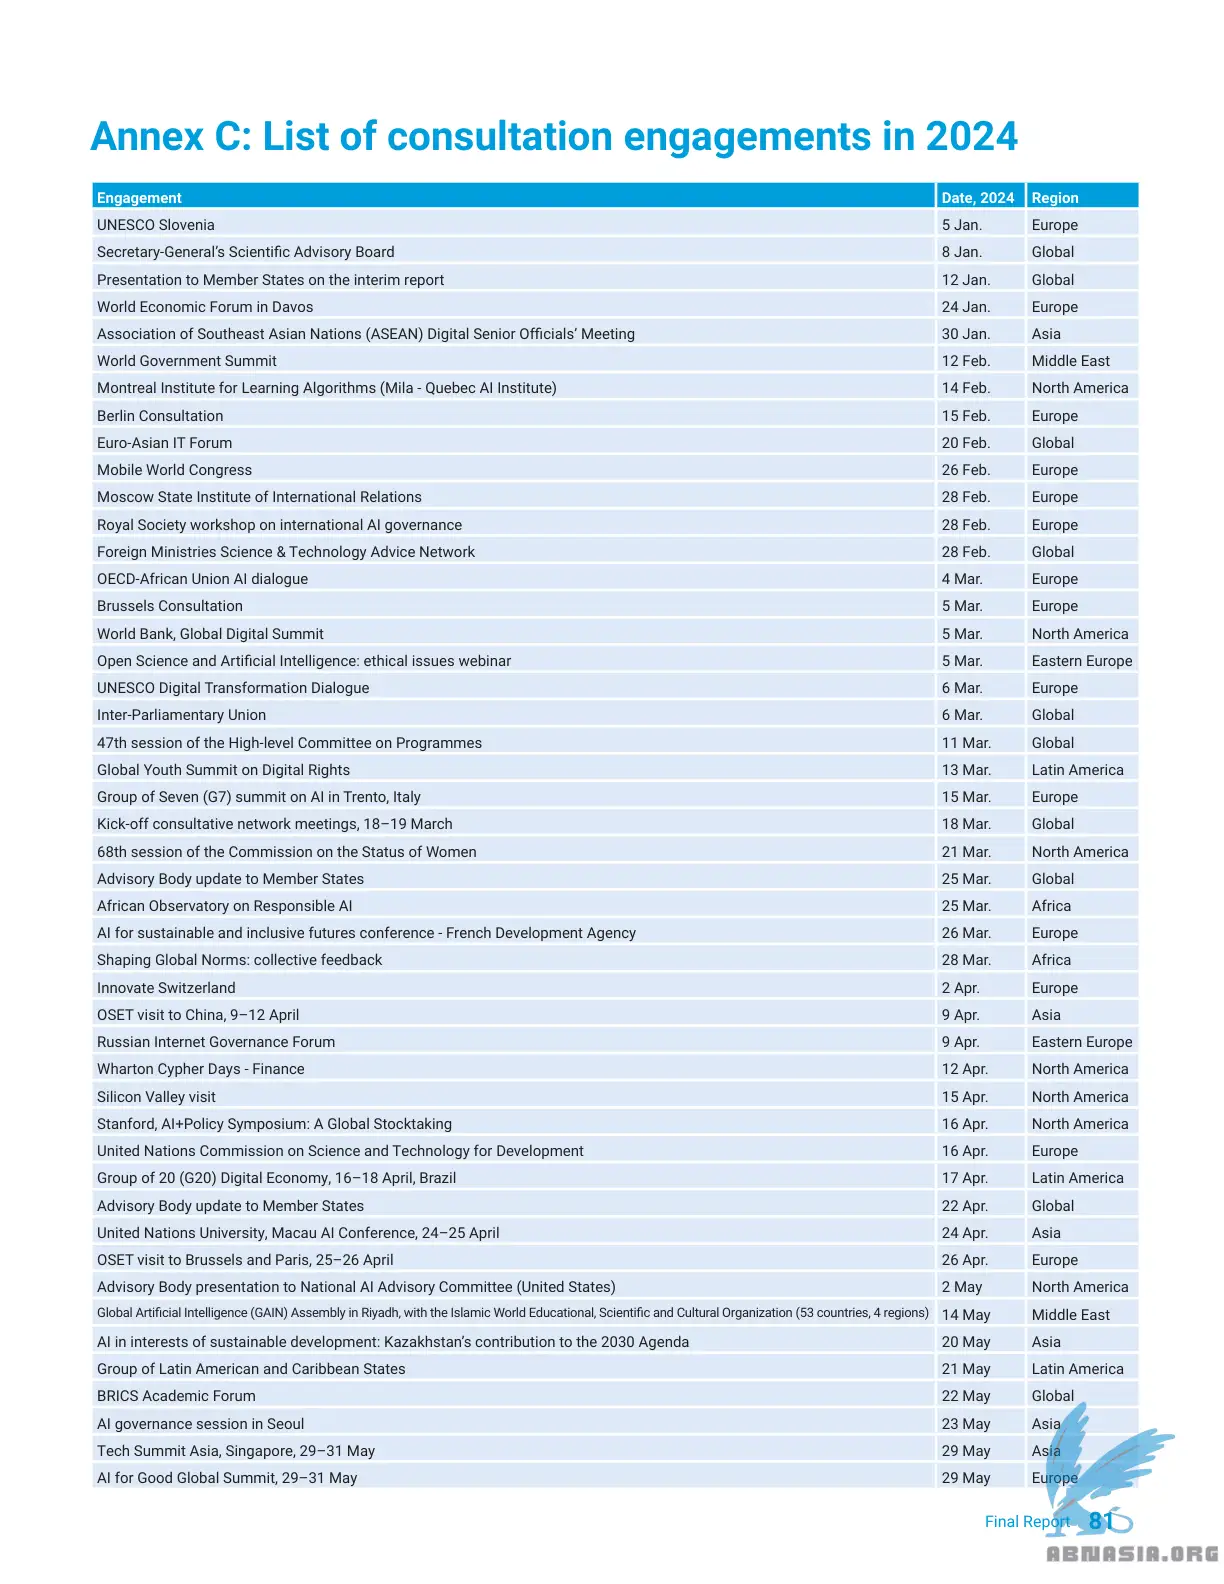 Annex C: List of consultation engagements in 2024
Engagement Date, 2024 Region
UNESCO Slovenia 5 Jan. Europe
Secretary-General’s Scientific Advisory Board 8 Jan. Global
Presentation to Member States on the interim report 12 Jan. Global
World Economic Forum in Davos 24 Jan. Europe
Association of Southeast Asian Nations (ASEAN) Digital Senior Officials’ Meeting 30 Jan. Asia
World Government Summit 12 Feb. Middle East
Montreal Institute for Learning Algorithms (Mila - Quebec AI Institute) 14 Feb. North America
Berlin Consultation 15 Feb. Europe
Euro-Asian IT Forum 20 Feb. Global
Mobile World Congress 26 Feb. Europe
Moscow State Institute of International Relations 28 Feb. Europe
Royal Society workshop on international AI governance 28 Feb. Europe
Foreign Ministries Science & Technology Advice Network 28 Feb. Global
OECD-African Union AI dialogue 4 Mar. Europe
Brussels Consultation 5 Mar. Europe
World Bank, Global Digital Summit 5 Mar. North America
Open Science and Artificial Intelligence: ethical issues webinar 5 Mar. Eastern Europe
UNESCO Digital Transformation Dialogue 6 Mar. Europe
Inter-Parliamentary Union 6 Mar. Global
47th session of the High-level Committee on Programmes 11 Mar. Global
Global Youth Summit on Digital Rights 13 Mar. Latin America
Group of Seven (G7) summit on AI in Trento, Italy 15 Mar. Europe
Kick-off consultative network meetings, 18–19 March 18 Mar. Global
68th session of the Commission on the Status of Women 21 Mar. North America
Advisory Body update to Member States 25 Mar. Global
African Observatory on Responsible AI 25 Mar. Africa
AI for sustainable and inclusive futures conference - French Development Agency 26 Mar. Europe
Shaping Global Norms: collective feedback 28 Mar. Africa
Innovate Switzerland 2 Apr. Europe
OSET visit to China, 9–12 April 9 Apr. Asia
Russian Internet Governance Forum 9 Apr. Eastern Europe
Wharton Cypher Days - Finance 12 Apr. North America
Silicon Valley visit 15 Apr. North America
Stanford, AI+Policy Symposium: A Global Stocktaking 16 Apr. North America
United Nations Commission on Science and Technology for Development 16 Apr. Europe
Group of 20 (G20) Digital Economy, 16–18 April, Brazil 17 Apr. Latin America
Advisory Body update to Member States 22 Apr. Global
United Nations University, Macau AI Conference, 24–25 April 24 Apr. Asia
OSET visit to Brussels and Paris, 25–26 April 26 Apr. Europe
Advisory Body presentation to National AI Advisory Committee (United States) 2 May North America
Global Artificial Intelligence (GAIN) Assembly in Riyadh, with the Islamic World Educational, Scientific and Cultural Organization (53 countries, 4 regions) 14 May Middle East
AI in interests of sustainable development: Kazakhstan’s contribution to the 2030 Agenda 20 May Asia
Group of Latin American and Caribbean States 21 May Latin America
BRICS Academic Forum 22 May Global
AI governance session in Seoul 23 May Asia
Tech Summit Asia, Singapore, 29–31 May 29 May Asia
AI for Good Global Summit, 29–31 May 29 May Europe
Final Report 81
ABNASIA.ORG